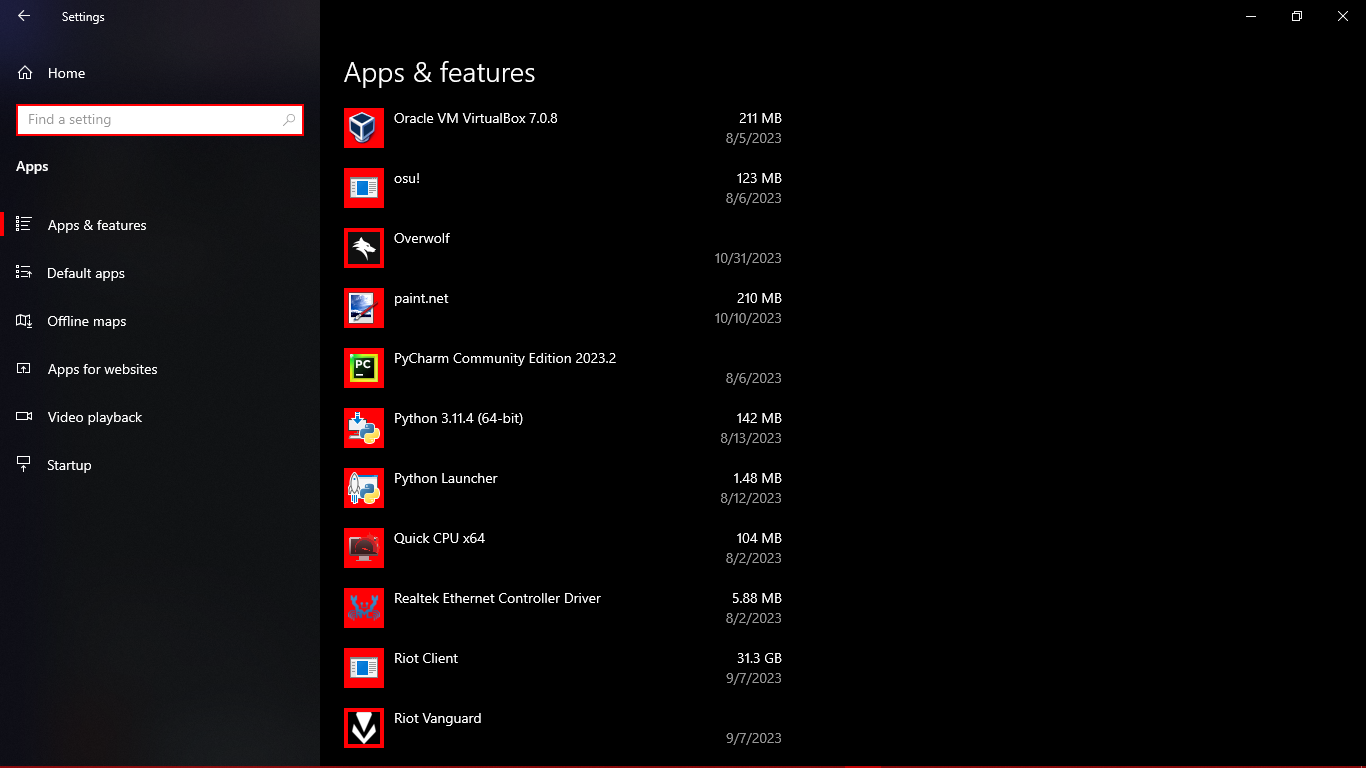 Settings
Home
Find a setting
Apps
Apps & features
Default apps
Offline maps
Apps for websites
Video playback
Startup
Apps & features
Oracle VM VirtualBox 7.0.8 211 MB
8/5/2023
osu! 123 MB
8/6/2023
Overwolf
10/31/2023
paint.net 210 MB
10/10/2023
PC PyCharm Community Edition 2023.2
8/6/2023
Python 3.11.4 (64-bit) 142 MB
8/13/2023
Python Launcher 1.48 MB
8/12/2023
Quick CPU x64 104 MB
8/2/2023
Realtek Ethernet Controller Driver 5.88 MB
8/2/2023
Riot Client 31.3 GB
9/7/2023
Riot Vanguard
9/7/2023